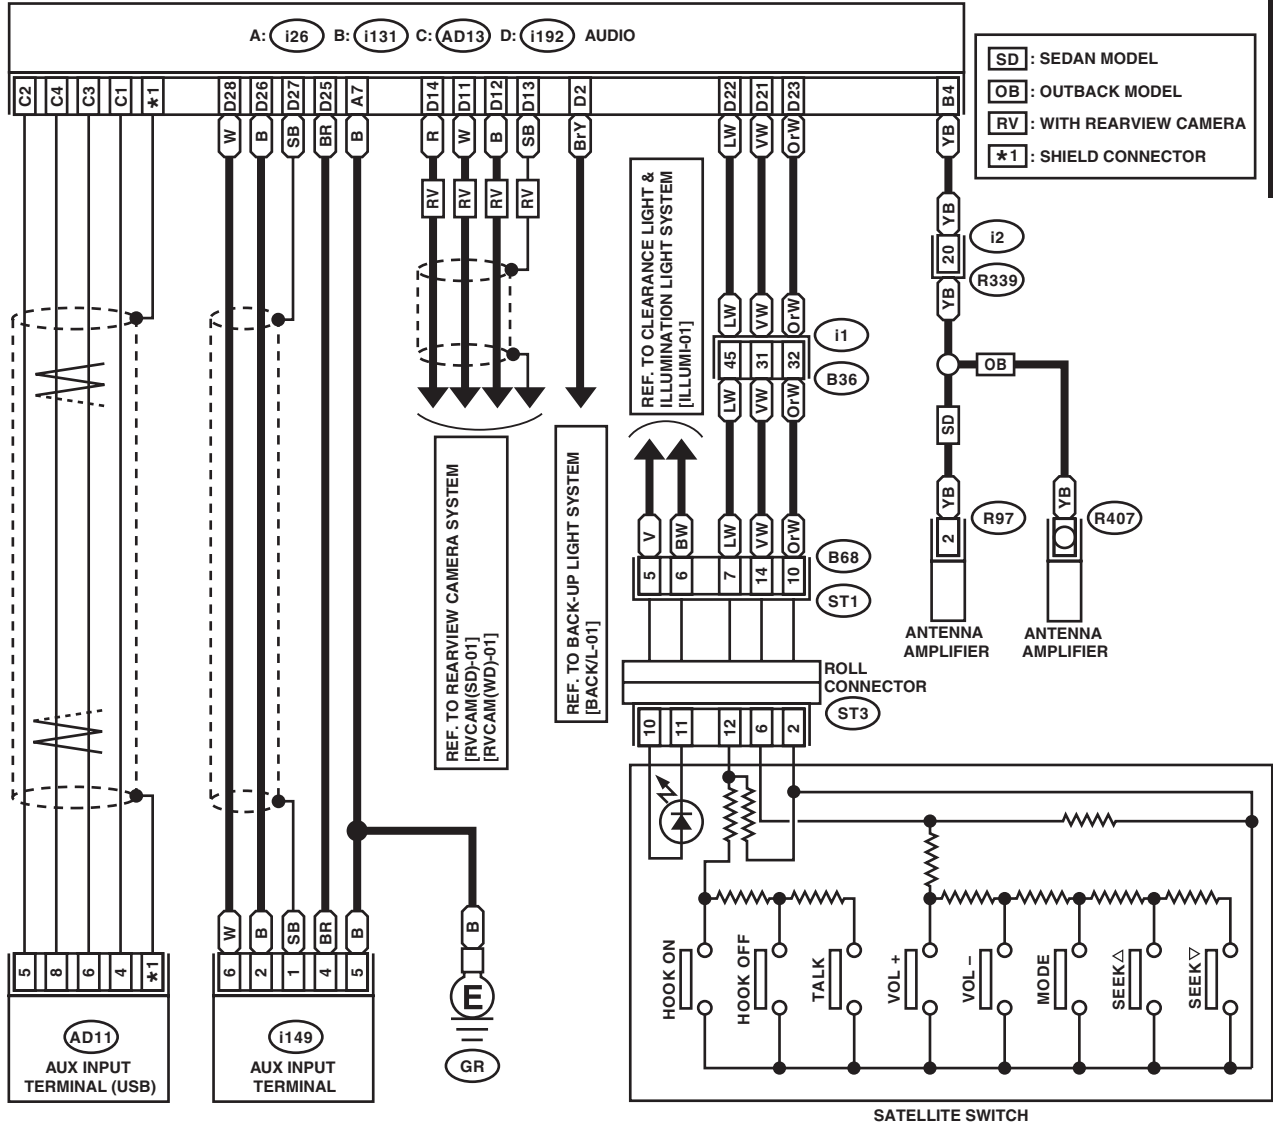 A: i26 B: i131 C: AD13 D: i192 AUDIO
SD : SEDAN MODEL
OB : OUTBACK MODEL
RV : WITH REARVIEW CAMERA
*1 : SHIELD CONNECTOR
C2 C4 C3 C1 *1 D28 D26 D27 D25 A7 D14 D11 D12 D13 D2 D22 D21 D23 B4
W B SB BR B R W B SB BrY LW VW OrW YB
RV RV RV RV
REF. TO CLEARANCE LIGHT &
ILLUMINATION LIGHT SYSTEM
[ILLUMI-01]
YB
20
i2
R339
YB
LW VW OrW
45 31 32
i1
B36
LW VW OrW
OB
SD
YB
YB
2
R97
R407
ANTENNA
AMPLIFIER
ANTENNA
AMPLIFIER
REF. TO REARVIEW CAMERA SYSTEM
[RVCAM(SD)-01]
[RVCAM(WD)-01]
REF. TO BACK-UP LIGHT SYSTEM
[BACK/L-01]
V BW LW VW OrW
5 6 7 14 10
B68
ST1
ROLL
CONNECTOR
ST3
10 11 12 6 2
W B SB BR B
B
5 8 6 4 *1
6 2 1 4 5
E
GR
AD11
AUX INPUT
TERMINAL (USB)
i149
AUX INPUT
TERMINAL
HOOK ON
HOOK OFF
TALK
VOL +
VOL –
MODE
SEEK△
SEEK▽
SATELLITE SWITCH